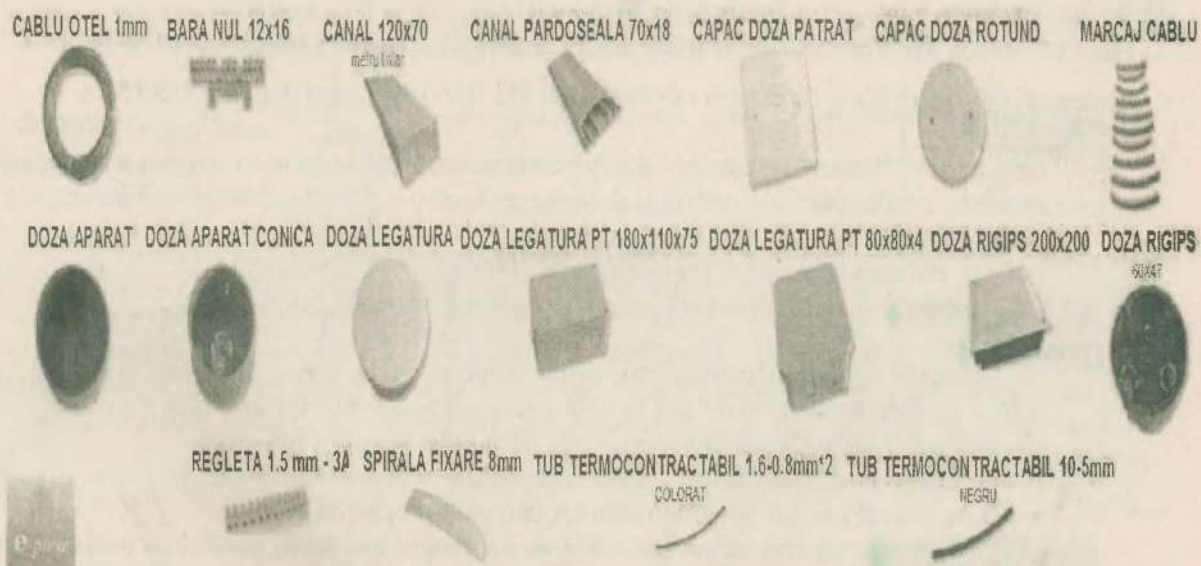 CABLU OTEL 1mm BARA NUL 12x16 CANAL 120x70 CANAL PARDOSEALA 70x18 CAPAC DOZA PATRAT CAPAC DOZA ROTUND MARCAJ CABLU
metru liniar
DOZA APARAT DOZA APARAT CONICA DOZA LEGATURA DOZA LEGATURA PT 180x110x75 DOZA LEGATURA PT 80x80x4 DOZA RIGIPS 200x200 DOZA RIGIPS
60X47
REGLETA 1.5 mm - 3A SPIRALA FIXARE 8mm TUB TERMOCONTRACTABIL 1.6-0.8mm*2 TUB TERMOCONTRACTABIL 10-5mm
COLORAT NEGRU